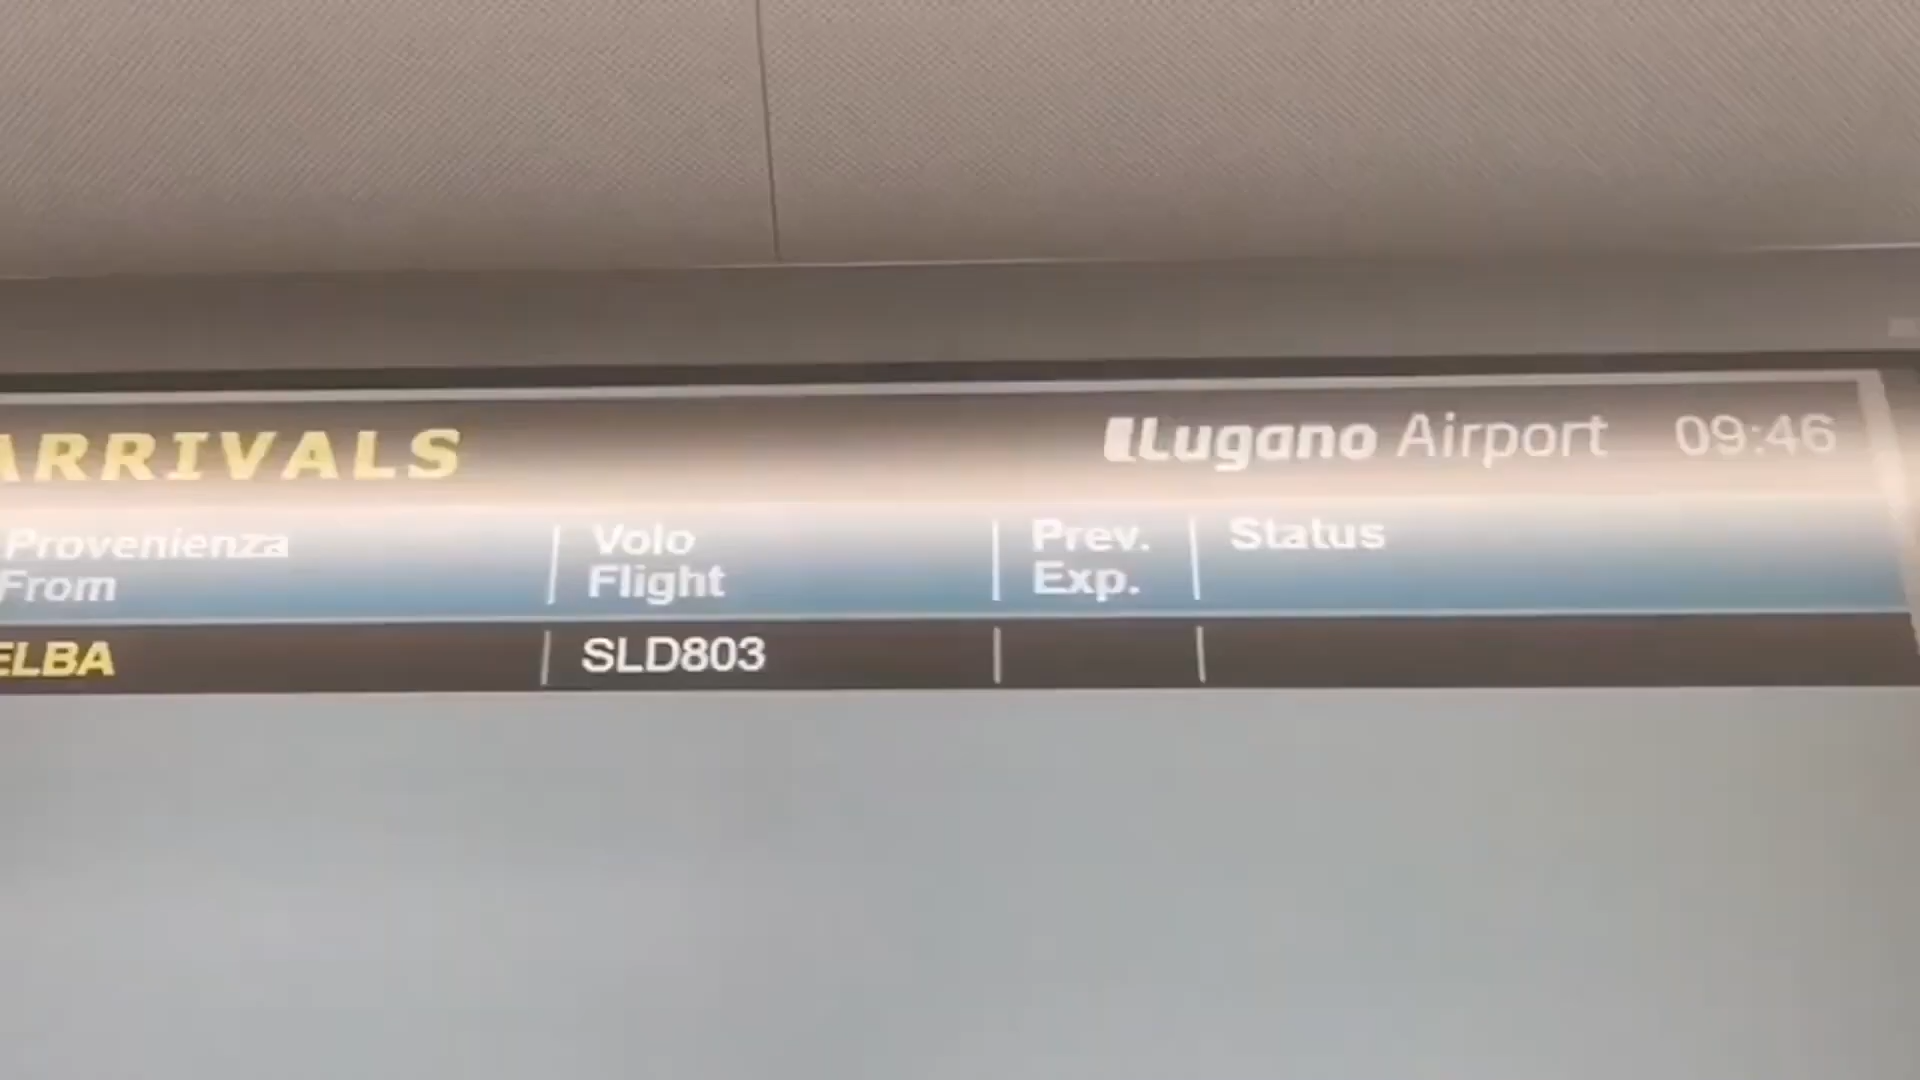 ARRIVALS
Lugano Airport 09:46
Provenienza Volo Prev. Status
From Flight Exp.
ELBA SLD803